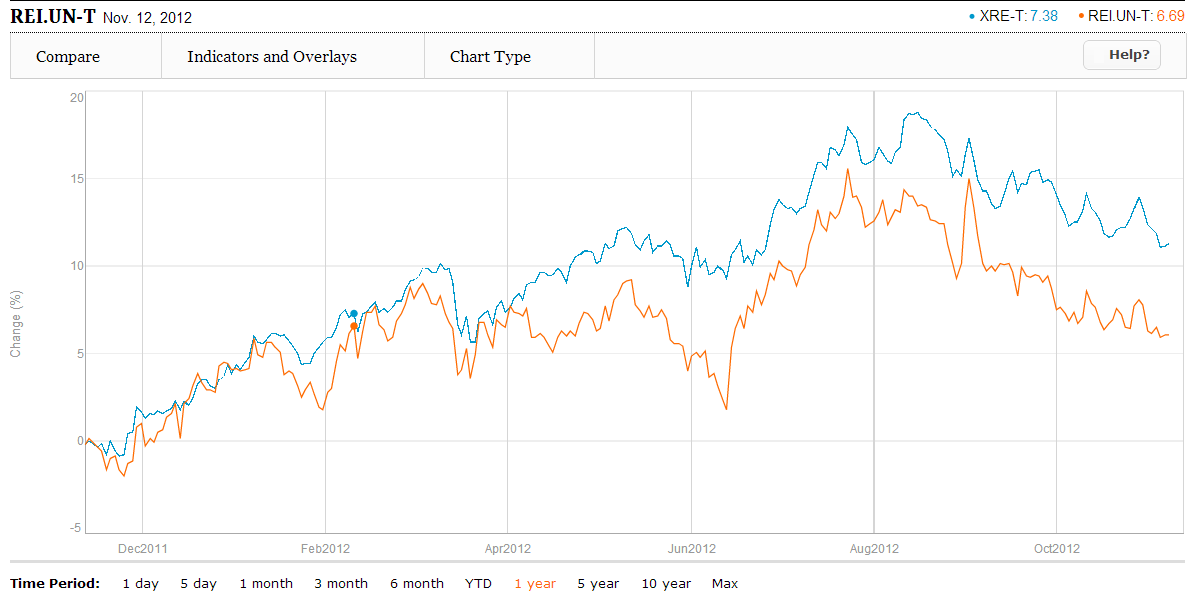 REI.UN-T Nov. 12, 2012 • XRE-T: 7.38 • REI.UN-T: 6.69
Compare Indicators and Overlays Chart Type Help?
20
15
10
5
0
-5
Change (%)
Dec2011 Feb2012 Apr2012 Jun2012 Aug2012 Oct2012
Time Period: 1 day 5 day 1 month 3 month 6 month YTD 1 year 5 year 10 year Max